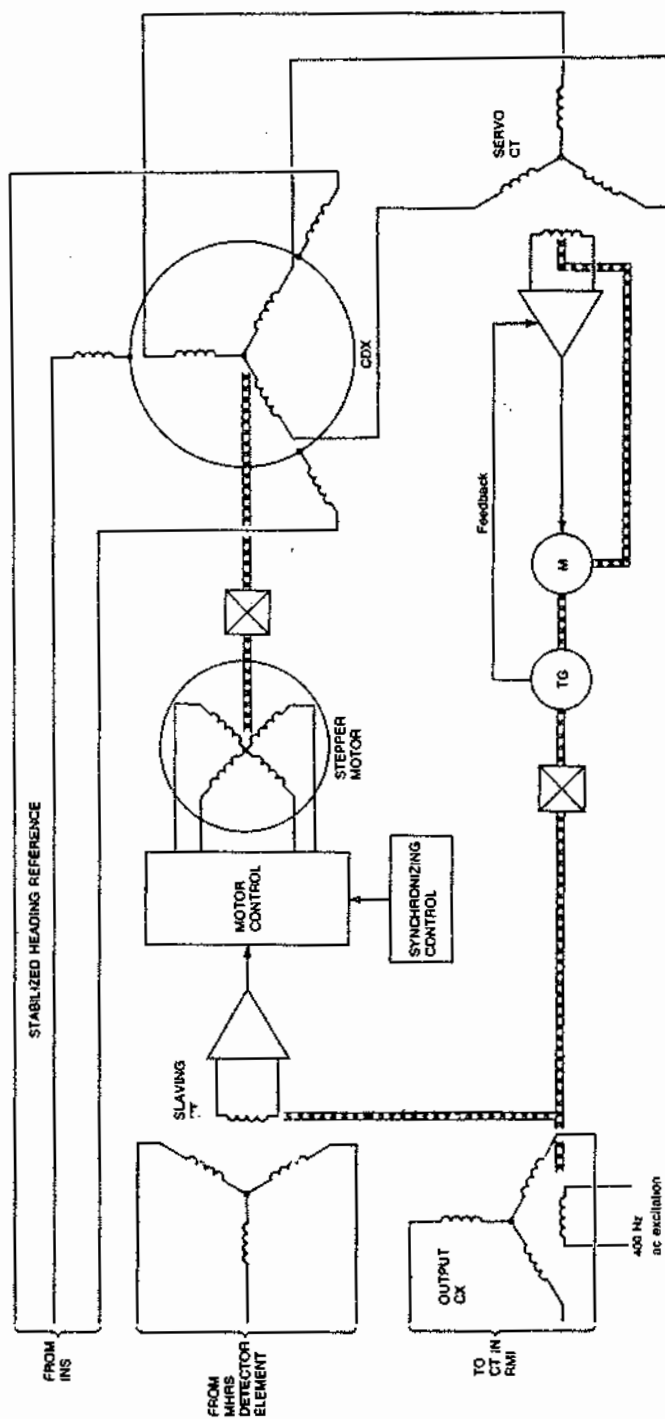 FROM
INS
STABILIZED HEADING REFERENCE
FROM
MHRS
DETECTOR
ELEMENT
SLAVING
MOTOR
CONTROL
SYNCHRONIZING
CONTROL
STEPPER
MOTOR
CDX
SERVO
CT
Feedback
M
TG
TO
CT IN
RMI
OUTPUT
CX
400 Hz
ac excitation